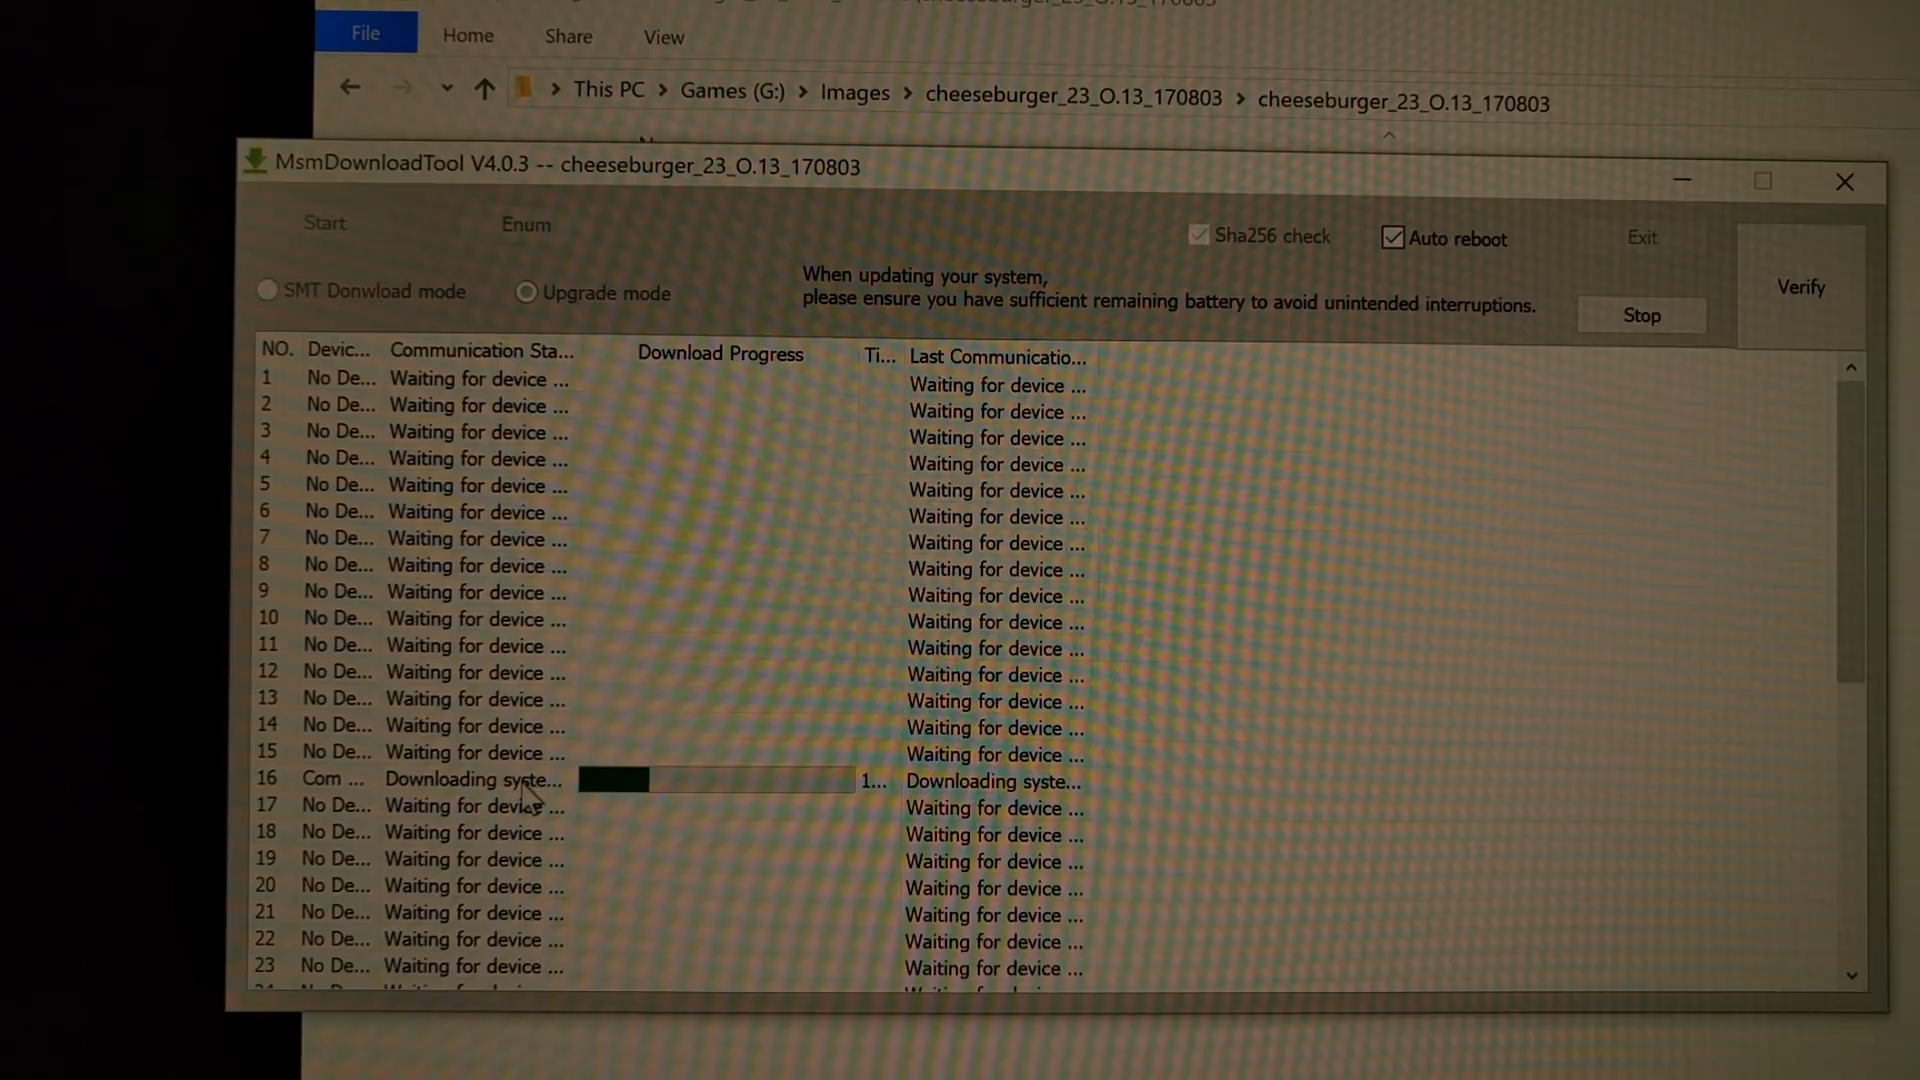 File Home Share View
This PC > Games (G:) > Images > cheeseburger_23_O.13_170803 > cheeseburger_23_O.13_170803
MsmDownloadTool V4.0.3 -- cheeseburger_23_O.13_170803
Start Enum Sha256 check Auto reboot Exit
Verify
SMT Donwload mode Upgrade mode
When updating your system,
please ensure you have sufficient remaining battery to avoid unintended interruptions.
Stop
NO. Devic... Communication Sta... Download Progress Ti... Last Communicatio...
1 No De... Waiting for device ... Waiting for device ...
2 No De... Waiting for device ... Waiting for device ...
3 No De... Waiting for device ... Waiting for device ...
4 No De... Waiting for device ... Waiting for device ...
5 No De... Waiting for device ... Waiting for device ...
6 No De... Waiting for device ... Waiting for device ...
7 No De... Waiting for device ... Waiting for device ...
8 No De... Waiting for device ... Waiting for device ...
9 No De... Waiting for device ... Waiting for device ...
10 No De... Waiting for device ... Waiting for device ...
11 No De... Waiting for device ... Waiting for device ...
12 No De... Waiting for device ... Waiting for device ...
13 No De... Waiting for device ... Waiting for device ...
14 No De... Waiting for device ... Waiting for device ...
15 No De... Waiting for device ... Waiting for device ...
16 Com ... Downloading syste... 1... Downloading syste...
17 No De... Waiting for device ... Waiting for device ...
18 No De... Waiting for device ... Waiting for device ...
19 No De... Waiting for device ... Waiting for device ...
20 No De... Waiting for device ... Waiting for device ...
21 No De... Waiting for device ... Waiting for device ...
22 No De... Waiting for device ... Waiting for device ...
23 No De... Waiting for device ... Waiting for device ...